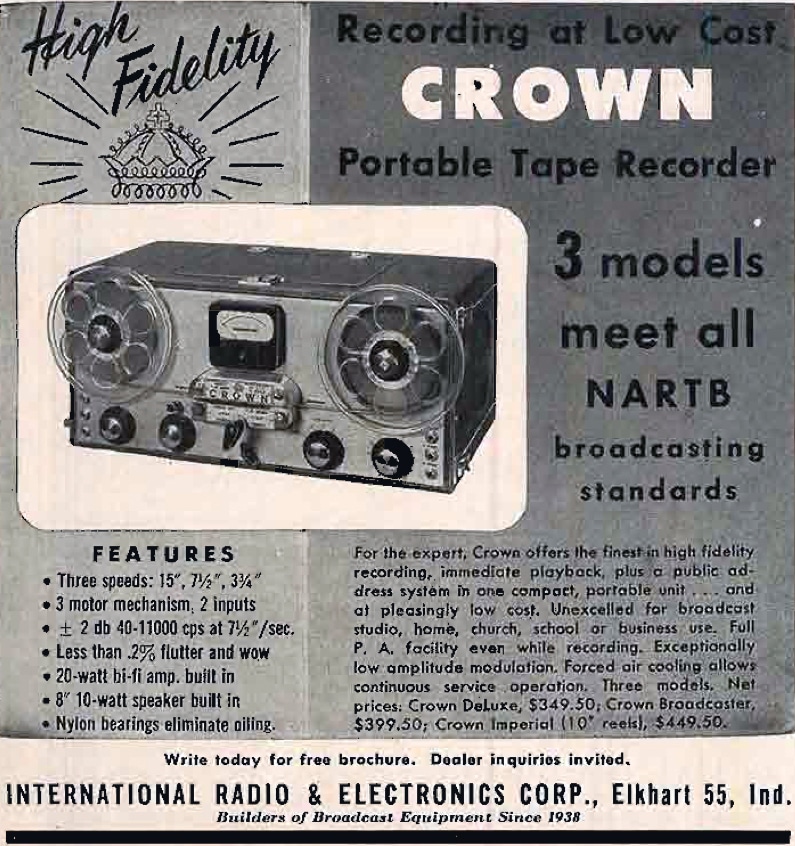 High
Fidelity
Recording at Low Cost
CROWN
Portable Tape Recorder
3 models
meet all
NARTB
broadcasting
standards
CROWN
FEATURES
• Three speeds: 15", 7½", 3¾"
• 3 motor mechanism, 2 inputs
• ± 2 db 40-11000 cps at 7½"/sec.
• Less than .2% flutter and wow
• 20-watt hi-fi amp. built in
• 8" 10-watt speaker built in
• Nylon bearings eliminate oiling.
For the expert, Crown offers the finest in high fidelity
recording, immediate playback, plus a public ad-
dress system in one compact, portable unit . . . and
at pleasingly low cost. Unexcelled for broadcast
studio, home, church, school or business use. Full
P. A. facility even while recording. Exceptionally
low amplitude modulation. Forced air cooling allows
continuous service operation. Three models. Net
prices: Crown DeLuxe, $349.50; Crown Broadcaster,
$399.50; Crown Imperial (10" reels), $449.50.
Write today for free brochure. Dealer inquiries invited.
INTERNATIONAL RADIO & ELECTRONICS CORP., Elkhart 55, Ind.
Builders of Broadcast Equipment Since 1938